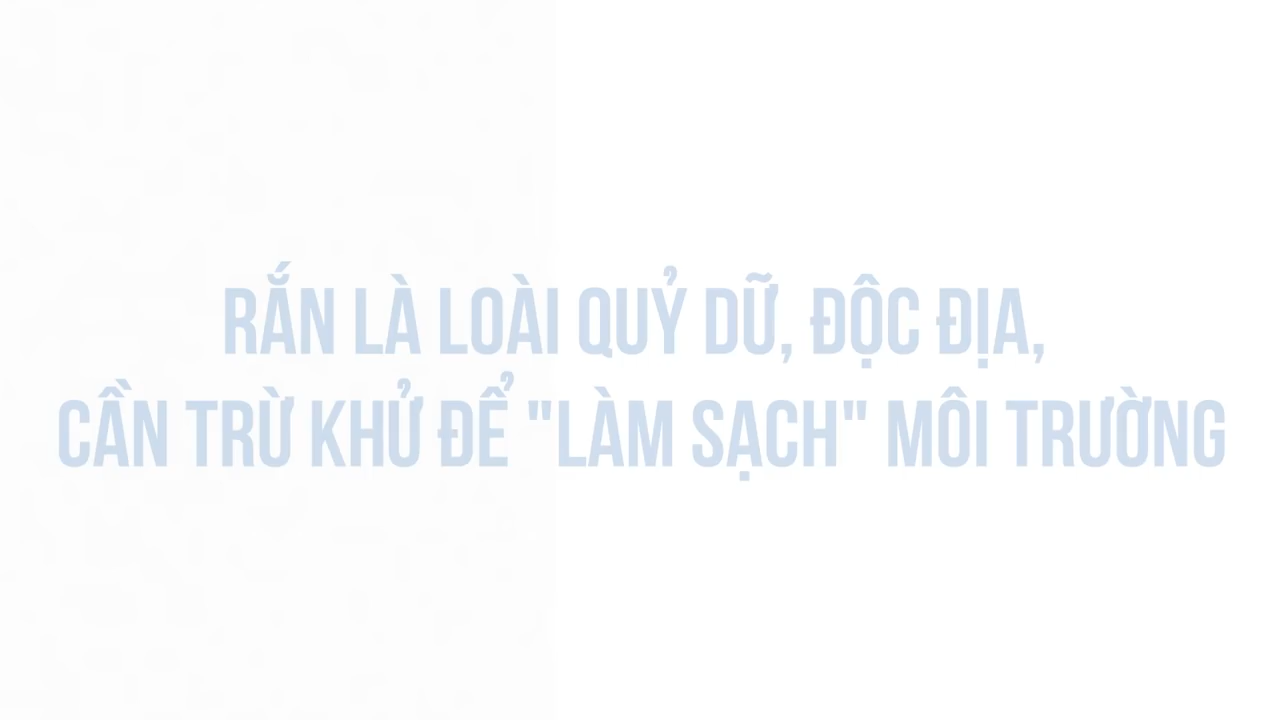 RẮN LÀ LOÀI QUỶ DỮ, ĐỘC ĐỊA,
CẦN TRỪ KHỬ ĐỂ "LÀM SẠCH" MÔI TRƯỜNG